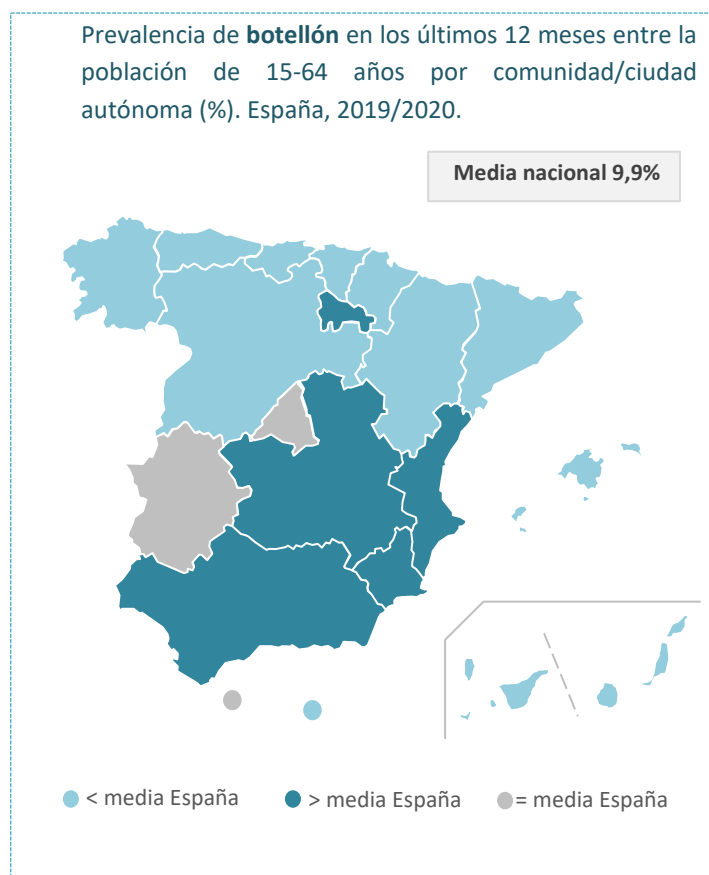 Prevalencia de botellón en los últimos 12 meses entre la
población de 15-64 años por comunidad/ciudad
autónoma (%). España, 2019/2020.
Media nacional 9,9%
< media España
> media España
= media España